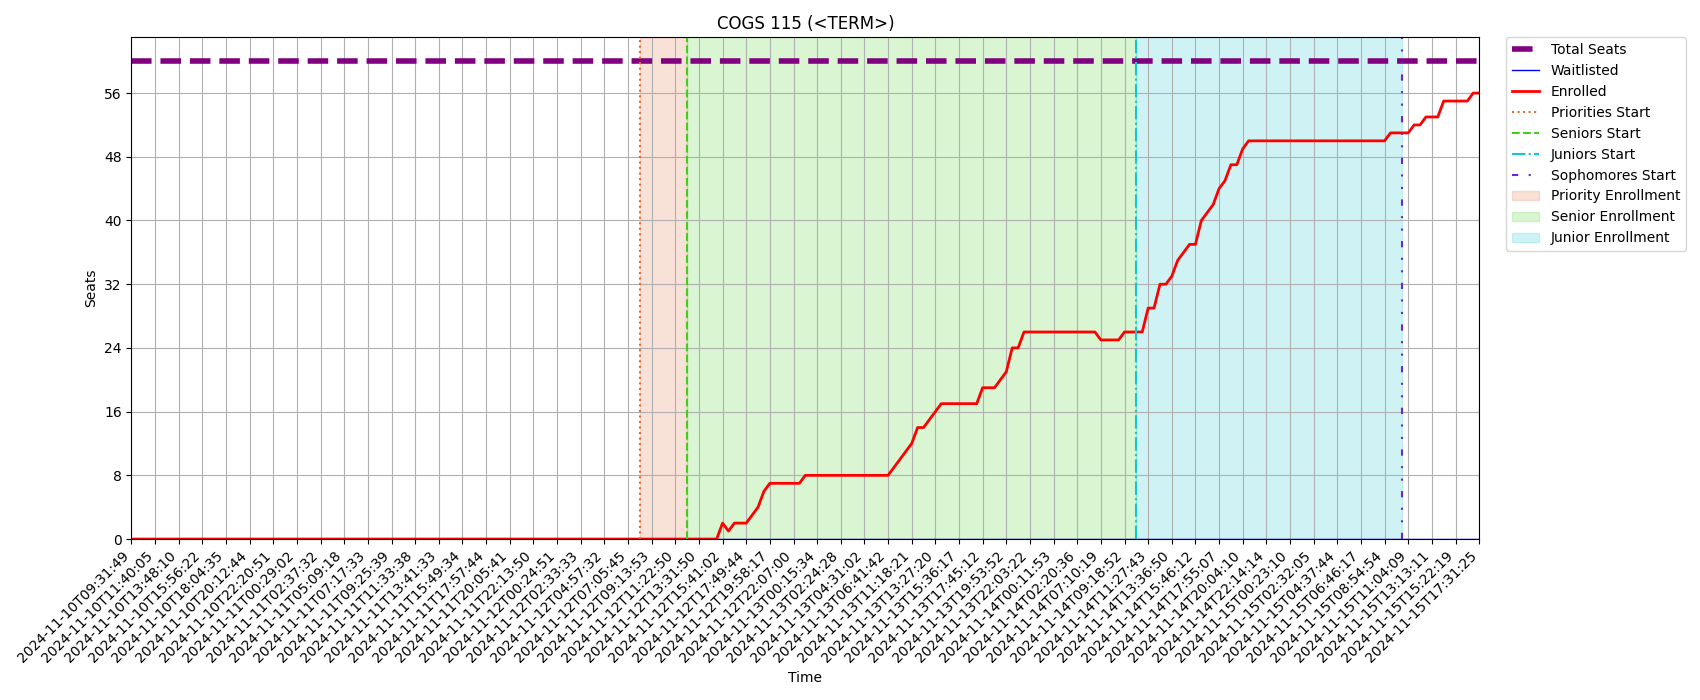 COGS 115 (<TERM>)
Total Seats
Waitlisted
Enrolled
Priorities Start
Seniors Start
Juniors Start
Sophomores Start
Priority Enrollment
Senior Enrollment
Junior Enrollment
Seats
56
48
40
32
24
16
8
0
2024-11-10T09:31:49
2024-11-10T11:40:05
2024-11-10T13:48:10
2024-11-10T15:56:22
2024-11-10T18:04:35
2024-11-10T20:12:44
2024-11-10T22:20:51
2024-11-11T00:29:02
2024-11-11T02:37:32
2024-11-11T05:09:18
2024-11-11T07:17:33
2024-11-11T09:25:39
2024-11-11T11:33:38
2024-11-11T13:41:33
2024-11-11T15:49:34
2024-11-11T17:57:44
2024-11-11T20:05:41
2024-11-11T22:13:50
2024-11-12T00:24:51
2024-11-12T02:33:33
2024-11-12T04:57:32
2024-11-12T07:05:45
2024-11-12T09:13:53
2024-11-12T11:22:50
2024-11-12T13:31:50
2024-11-12T15:41:02
2024-11-12T17:49:44
2024-11-12T19:58:17
2024-11-12T22:07:00
2024-11-13T00:15:34
2024-11-13T02:24:28
2024-11-13T04:31:02
2024-11-13T06:41:42
2024-11-13T11:18:21
2024-11-13T13:27:20
2024-11-13T15:36:17
2024-11-13T17:45:12
2024-11-13T19:53:52
2024-11-13T22:03:22
2024-11-14T00:11:53
2024-11-14T02:20:36
2024-11-14T07:10:19
2024-11-14T09:18:52
2024-11-14T11:27:43
2024-11-14T13:36:50
2024-11-14T15:46:12
2024-11-14T17:55:07
2024-11-14T20:04:10
2024-11-14T22:14:14
2024-11-15T00:23:10
2024-11-15T02:32:05
2024-11-15T04:37:44
2024-11-15T06:46:17
2024-11-15T08:54:54
2024-11-15T11:04:09
2024-11-15T13:13:11
2024-11-15T15:22:19
2024-11-15T17:31:25
Time